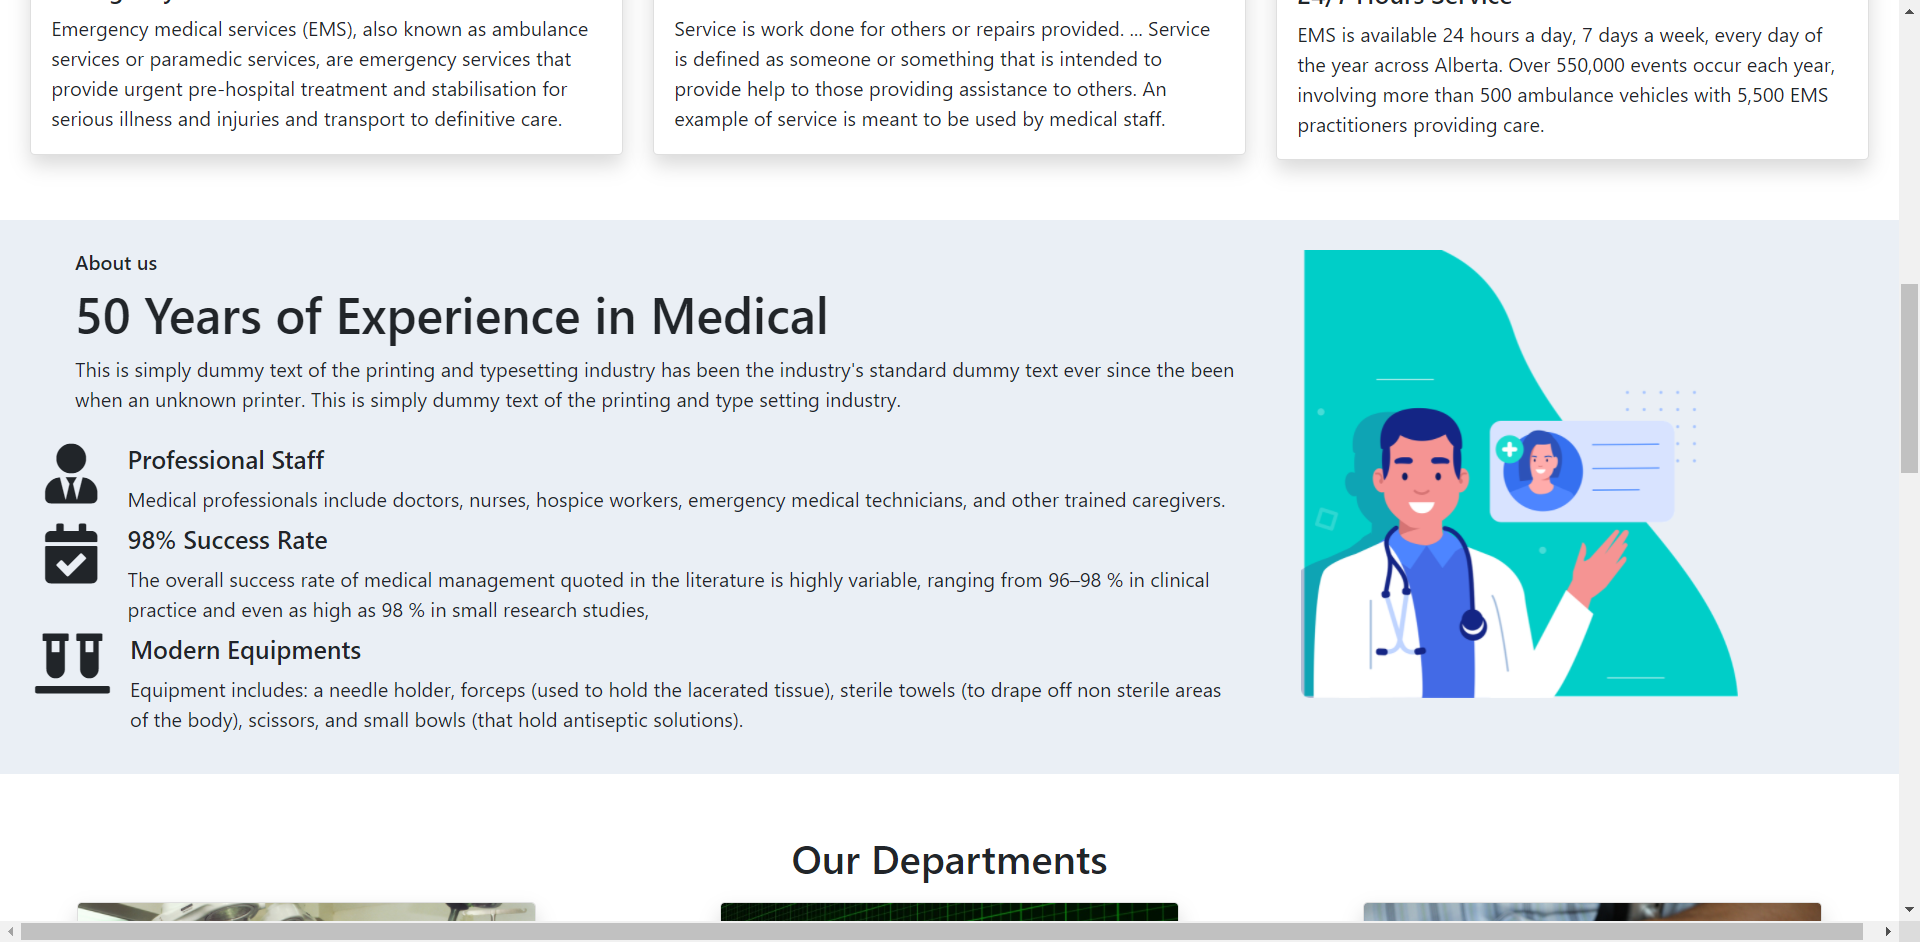 Emergency medical services (EMS), also known as ambulance
services or paramedic services, are emergency services that
provide urgent pre-hospital treatment and stabilisation for
serious illness and injuries and transport to definitive care.
Service is work done for others or repairs provided. ... Service
is defined as someone or something that is intended to
provide help to those providing assistance to others. An
example of service is meant to be used by medical staff.
24/7 Hours Service
EMS is available 24 hours a day, 7 days a week, every day of
the year across Alberta. Over 550,000 events occur each year,
involving more than 500 ambulance vehicles with 5,500 EMS
practitioners providing care.
About us
50 Years of Experience in Medical
This is simply dummy text of the printing and typesetting industry has been the industry's standard dummy text ever since the been
when an unknown printer. This is simply dummy text of the printing and type setting industry.
Professional Staff
Medical professionals include doctors, nurses, hospice workers, emergency medical technicians, and other trained caregivers.
98% Success Rate
The overall success rate of medical management quoted in the literature is highly variable, ranging from 96–98 % in clinical
practice and even as high as 98 % in small research studies,
Modern Equipments
Equipment includes: a needle holder, forceps (used to hold the lacerated tissue), sterile towels (to drape off non sterile areas
of the body), scissors, and small bowls (that hold antiseptic solutions).
Our Departments